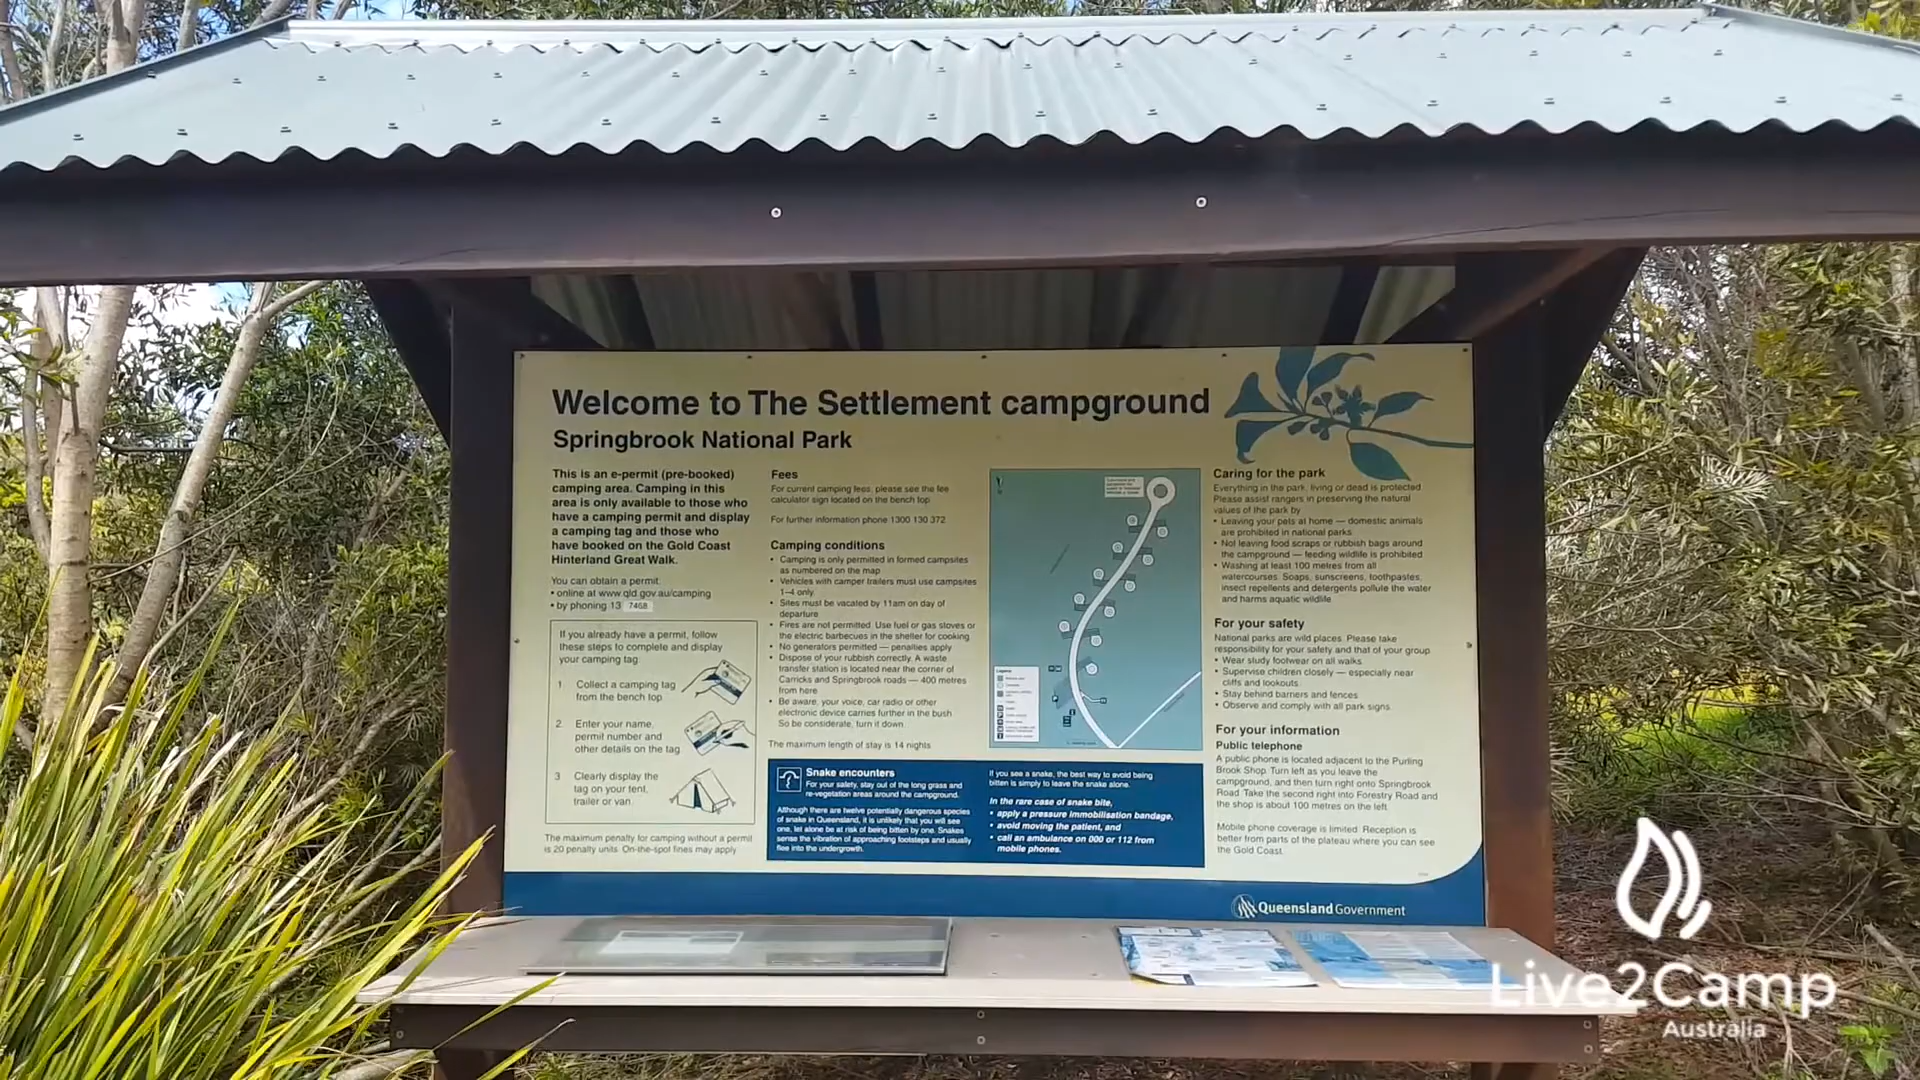 Welcome to The Settlement campground
Springbrook National Park
This is an e-permit (pre-booked)
camping area. Camping in this
area is only available to those who
have a camping permit and display
a camping tag and those who
have booked on the Gold Coast
Hinterland Great Walk.
You can obtain a permit:
• online at www.qld.gov.au/camping
• by phoning 13 7468
If you already have a permit, follow
these steps to complete and display
your camping tag
1 Collect a camping tag
from the bench top
2 Enter your name,
permit number and
other details on the tag
3 Clearly display the
tag on your tent,
trailer or van
The maximum penalty for camping without a permit
is 20 penalty units. On-the-spot fines may apply
Fees
For current camping fees, please see the fee
calculator sign located on the bench top
For further information phone 1300 130 372
Camping conditions
• Camping is only permitted in formed campsites
as numbered on the map
• Vehicles with camper trailers must use campsites
1–4 only
• Sites must be vacated by 11am on day of
departure
• Fires are not permitted. Use fuel or gas stoves or
the electric barbecues in the shelter for cooking
• No generators permitted — penalties apply
• Dispose of your rubbish correctly. A waste
transfer station is located near the corner of
Carricks and Springbrook roads — 400 metres
from here
• Be aware, your voice, car radio or other
electronic device carries further in the bush
So be considerate, turn it down
The maximum length of stay is 14 nights
Snake encounters
For your safety, stay out of the long grass and
re-vegetation areas around the campground.
Although there are twelve potentially dangerous species
of snake in Queensland, it is unlikely that you will see
one, let alone be at risk of being bitten by one. Snakes
sense the vibration of approaching footsteps and usually
flee into the undergrowth.
If you see a snake, the best way to avoid being
bitten is simply to leave the snake alone.
In the rare case of snake bite,
• apply a pressure immobilisation bandage,
• avoid moving the patient, and
• call an ambulance on 000 or 112 from
mobile phones.
Caring for the park
Everything in the park, living or dead is protected
Please assist rangers in preserving the natural
values of the park by
• Leaving your pets at home — domestic animals
are prohibited in national parks
• Not leaving food scraps or rubbish bags around
the campground — feeding wildlife is prohibited
• Washing at least 100 metres from all
watercourses. Soaps, sunscreens, toothpastes,
insect repellents and detergents pollute the water
and harms aquatic wildlife
For your safety
National parks are wild places. Please take
responsibility for your safety and that of your group
• Wear study footwear on all walks
• Supervise children closely — especially near
cliffs and lookouts
• Stay behind barriers and fences
• Observe and comply with all park signs
For your information
Public telephone
A public phone is located adjacent to the Purling
Brook Shop. Turn left as you leave the
campground, and then turn right onto Springbrook
Road. Take the second right into Forestry Road and
the shop is about 100 metres on the left
Mobile phone coverage is limited. Reception is
better from parts of the plateau where you can see
the Gold Coast.
Queensland Government
Live2Camp
Australia